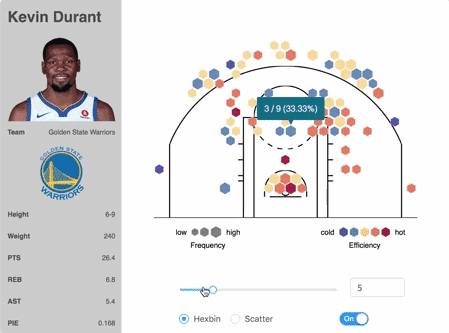 Kevin Durant
Team Golden State Warriors
GOLDEN STATE
WARRIORS
Height 6-9
Weight 240
PTS 26.4
REB 6.8
AST 5.4
PIE 0.168
3 / 9 (33.33%)
low high cold hot
Frequency Efficiency
5
Hexbin Scatter On